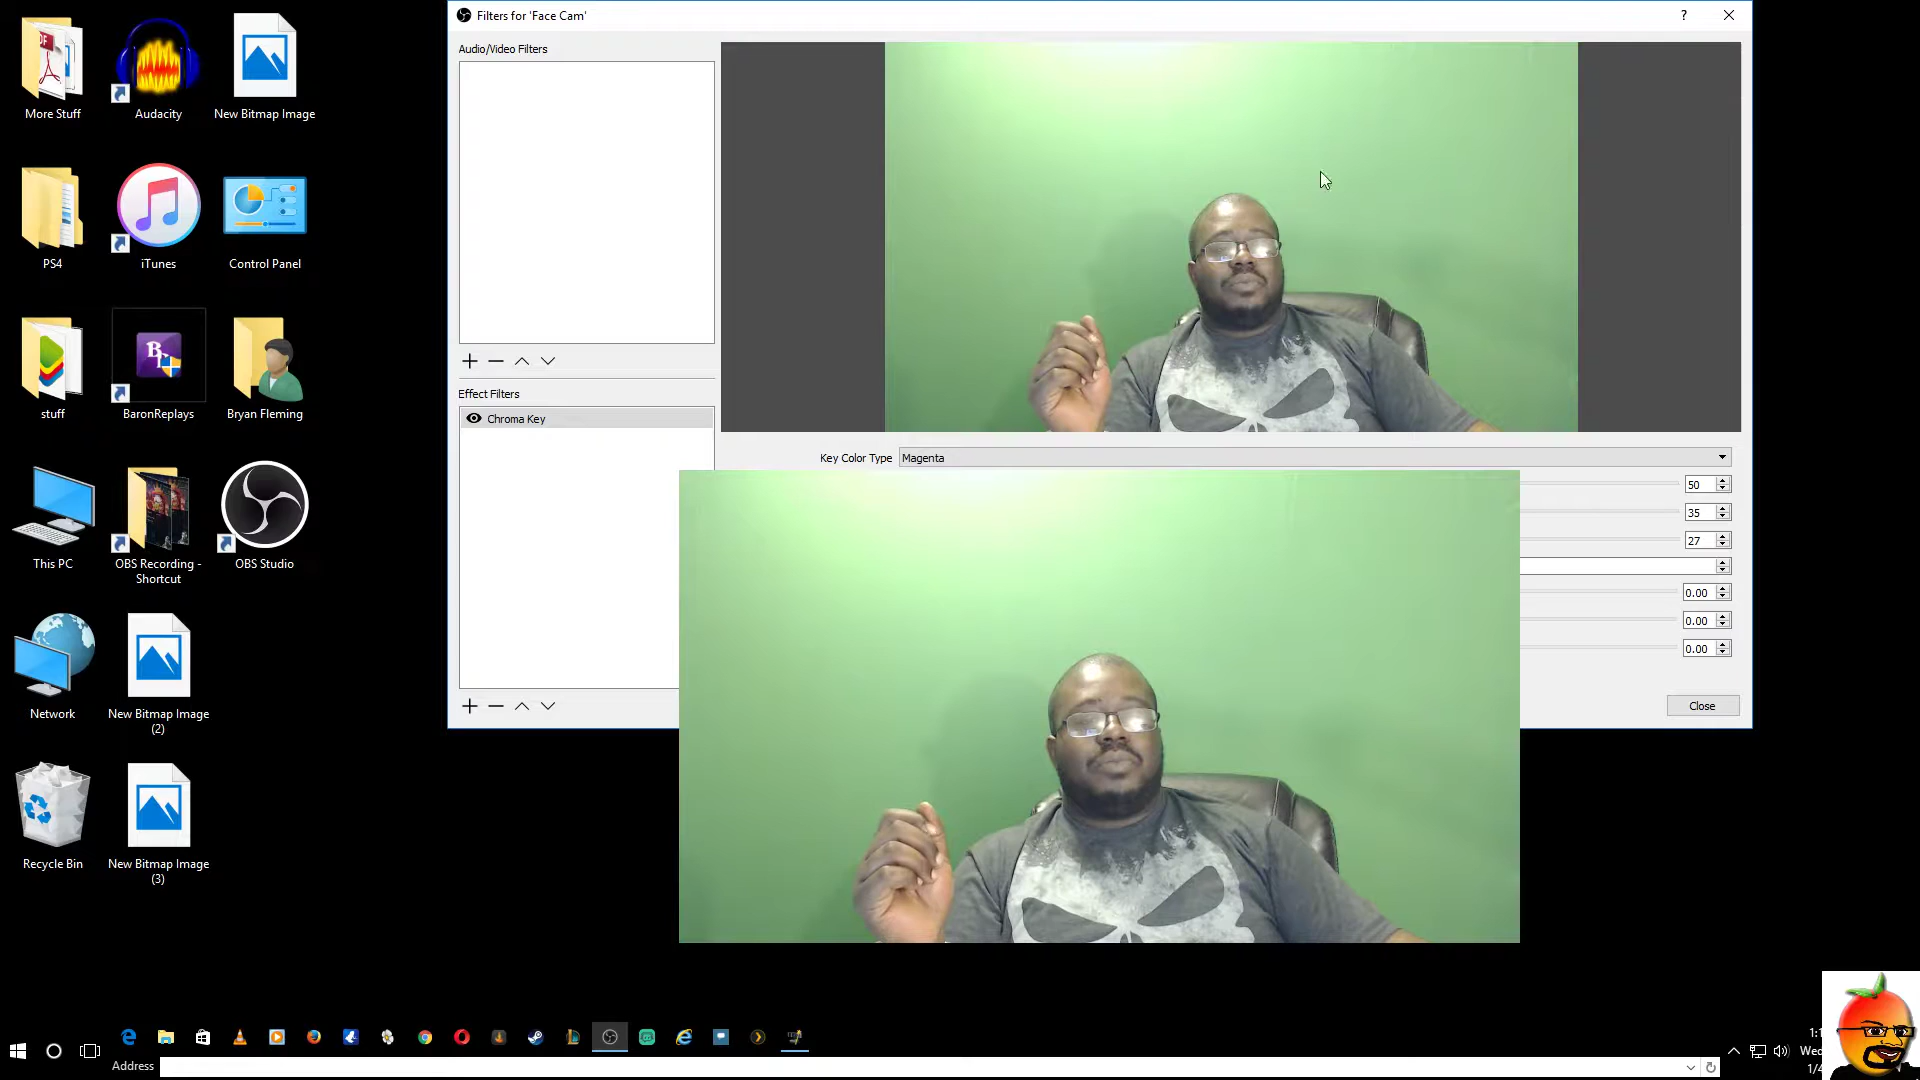 Filters for 'Face Cam'
?
Audio/Video Filters
Effect Filters
Chroma Key
Key Color Type
Magenta
50
35
27
0.00
0.00
0.00
Close
More Stuff
Audacity
New Bitmap Image
PS4
iTunes
Control Panel
stuff
BaronReplays
Bryan Fleming
This PC
OBS Recording -
Shortcut
OBS Studio
Network
New Bitmap Image
(2)
Recycle Bin
New Bitmap Image
(3)
Address